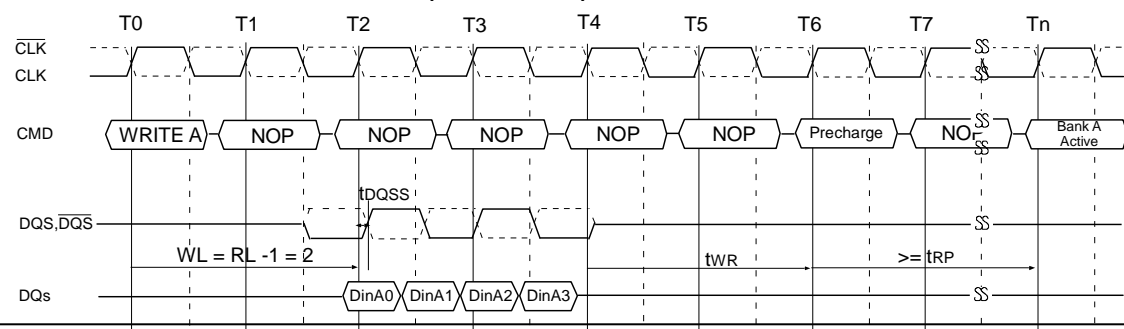 T0 T1 T2 T3 T4 T5 T6 T7 Tn
CLK
CLK
CMD WRITE A NOP NOP NOP NOP NOP Precharge NOP Bank A
Active
tDQSS
DQS,DQS
WL = RL -1 = 2 tWR >= tRP
DQs DinA0 DinA1 DinA2 DinA3